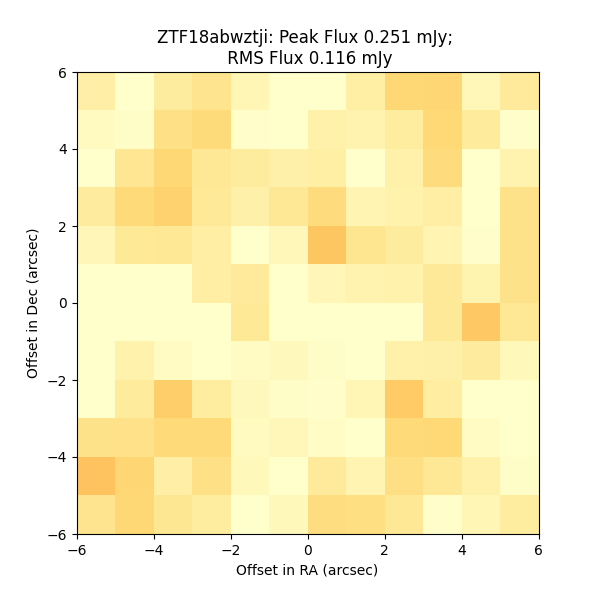 ZTF18abwztji: Peak Flux 0.251 mJy;
RMS Flux 0.116 mJy
6
4
2
0
−2
−4
−6
Offset in Dec (arcsec)
−6 −4 −2 0 2 4 6
Offset in RA (arcsec)